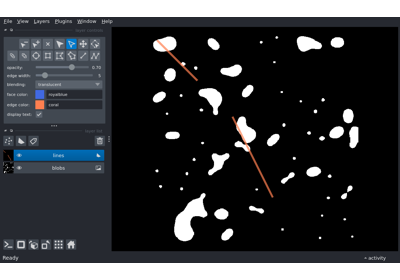 File View Layers Plugins Window Help
opacity: 0.70
edge width: 5
blending: translucent
face color: royalblue
edge color: coral
display text:
lines
blobs
Ready
activity